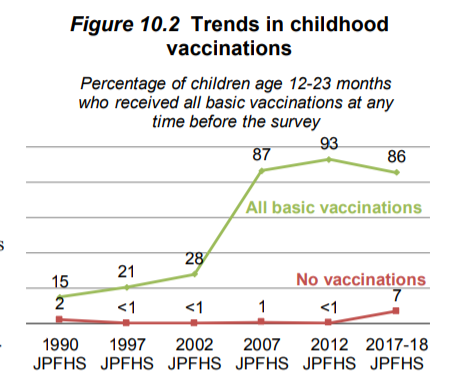 Figure 10.2 Trends in childhood
vaccinations
Percentage of children age 12-23 months
who received all basic vaccinations at any
time before the survey
93
87
86
All basic vaccinations
28
21
15
No vaccinations
2
<1
<1
1
<1
7
1990 1997 2002 2007 2012 2017-18
JPFHS JPFHS JPFHS JPFHS JPFHS JPFHS
s